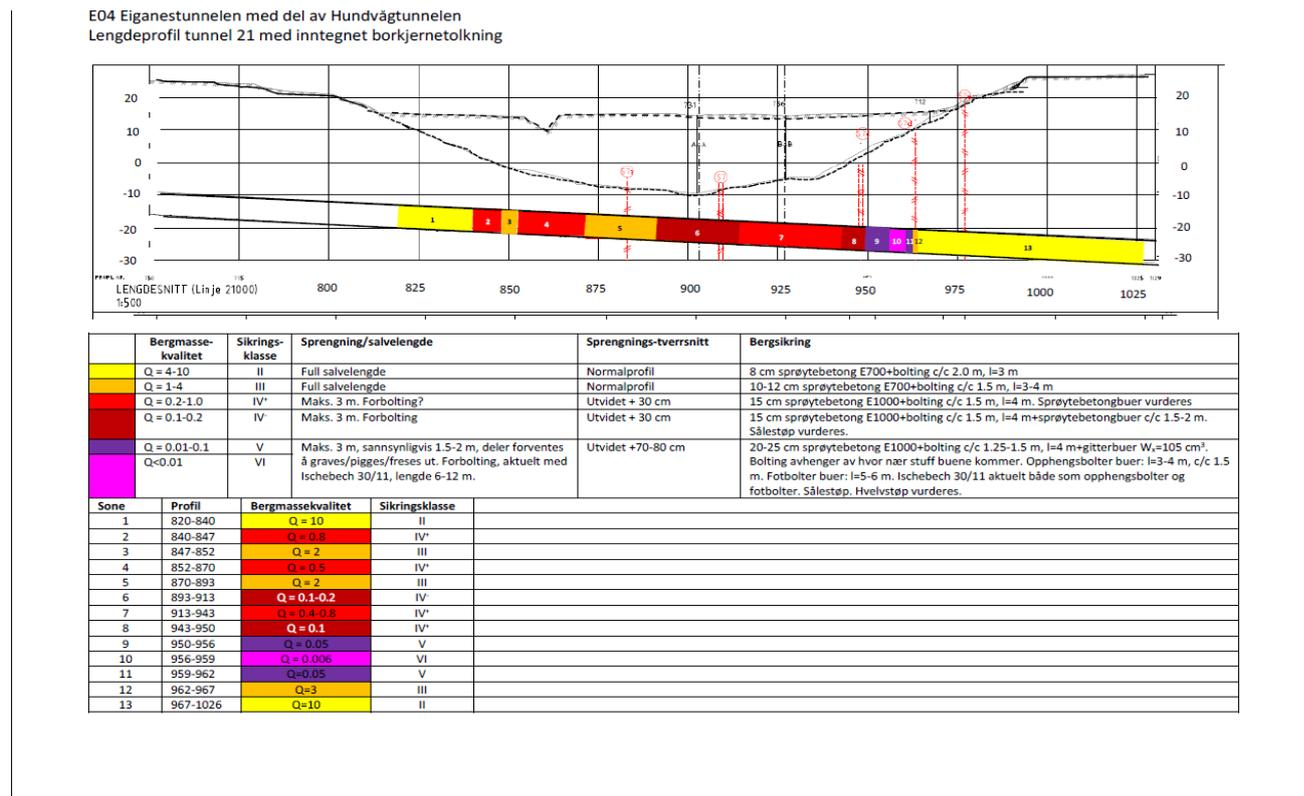 E04 Eiganestunnelen med del av Hundvågtunnelen
Lengdeprofil tunnel 21 med inntegnet borkjernetolkning
20 20
10 10
0 0
-10 -10
-20 -20
-30 -30
1 2 3 4 5 6 7 8 9 10 11 12 13
LENGDESNITT (Linje 21000) 800 825 850 875 900 925 950 975 1000 1025
1:500
Bergmasse- Sikrings- Sprengning/salvelengde Sprengnings-tverrsnitt Bergsikring
kvalitet klasse
Q = 4-10 II Full salvelengde Normalprofil 8 cm sprøytebetong E700+bolting c/c 2.0 m, l=3 m
Q = 1-4 III Full salvelengde Normalprofil 10-12 cm sprøytebetong E700+bolting c/c 1.5 m, l=3-4 m
Q = 0.2-1.0 IV⁺ Maks. 3 m. Forbolting? Utvidet + 30 cm 15 cm sprøytebetong E1000+bolting c/c 1.5 m, l=4 m. Sprøytebetongbuer vurderes
Q = 0.1-0.2 IV⁻ Maks. 3 m. Forbolting Utvidet + 30 cm 15 cm sprøytebetong E1000+bolting c/c 1.5 m, l=4 m+sprøytebetongbuer c/c 1.5-2 m.
Sålestøp vurderes.
Q = 0.01-0.1 V Maks. 3 m, sannsynligvis 1.5-2 m, deler forventes Utvidet +70-80 cm 20-25 cm sprøytebetong E1000+bolting c/c 1.25-1.5 m, l=4 m+gitterbuer Wₓ=105 cm³.
Q<0.01 VI å graves/pigges/freses ut. Forbolting, aktuelt med Bolting avhenger av hvor nær stuff buene kommer. Opphengsbolter buer: l=3-4 m, c/c 1.5
Ischebech 30/11, lengde 6-12 m. m. Fotbolter buer: l=5-6 m. Ischebech 30/11 aktuelt både som opphengsbolter og
fotbolter. Sålestøp. Hvelvstøp vurderes.
Sone Profil Bergmassekvalitet Sikringsklasse
1 820-840 Q = 10 II
2 840-847 Q = 0.8 IV⁺
3 847-852 Q = 2 III
4 852-870 Q = 0.5 IV⁺
5 870-893 Q = 2 III
6 893-913 Q = 0.1-0.2 IV⁻
7 913-943 Q = 0.4-0.8 IV⁺
8 943-950 Q = 0.1 IV⁺
9 950-956 Q = 0.05 V
10 956-959 Q = 0.006 VI
11 959-962 Q=0.05 V
12 962-967 Q=3 III
13 967-1026 Q=10 II